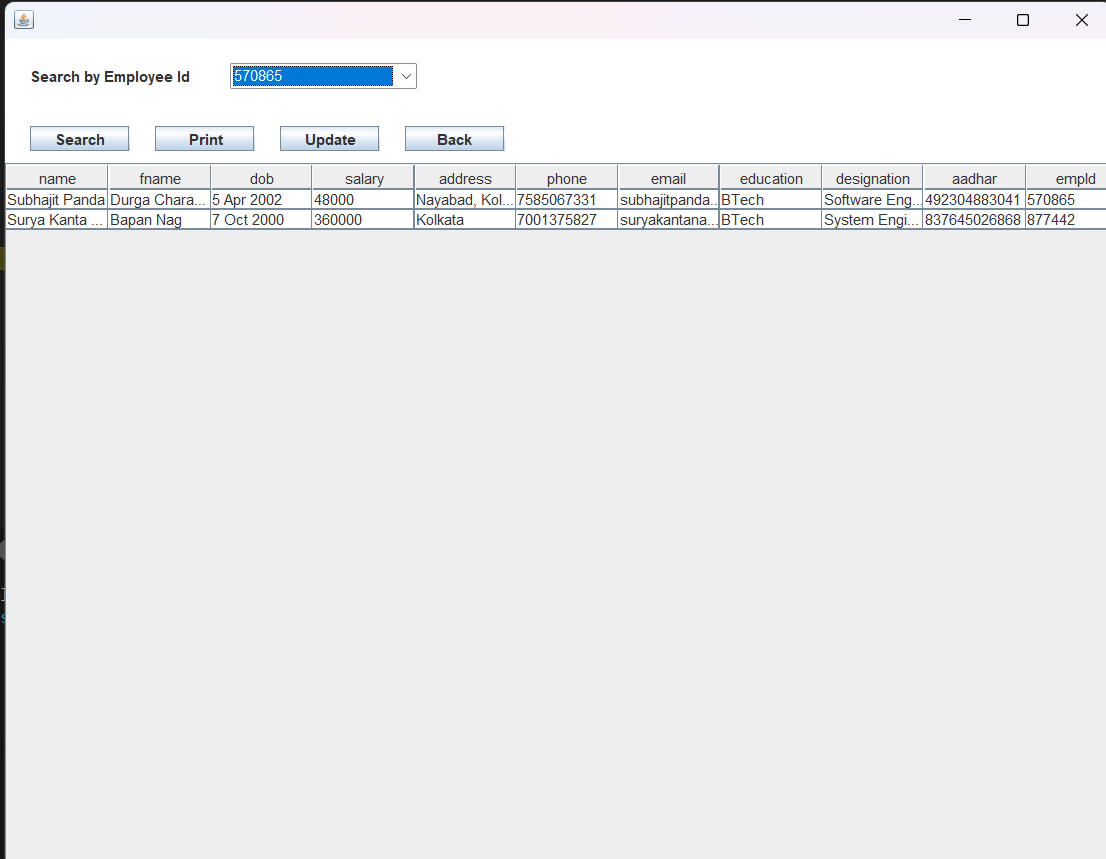 Search by Employee Id 570865
Search Print Update Back
name fname dob salary address phone email education designation aadhar empId
Subhajit Panda Durga Chara... 5 Apr 2002 48000 Nayabad, Kol... 7585067331 subhajitpanda... BTech Software Eng... 492304883041 570865
Surya Kanta ... Bapan Nag 7 Oct 2000 360000 Kolkata 7001375827 suryakantana... BTech System Engi... 837645026868 877442